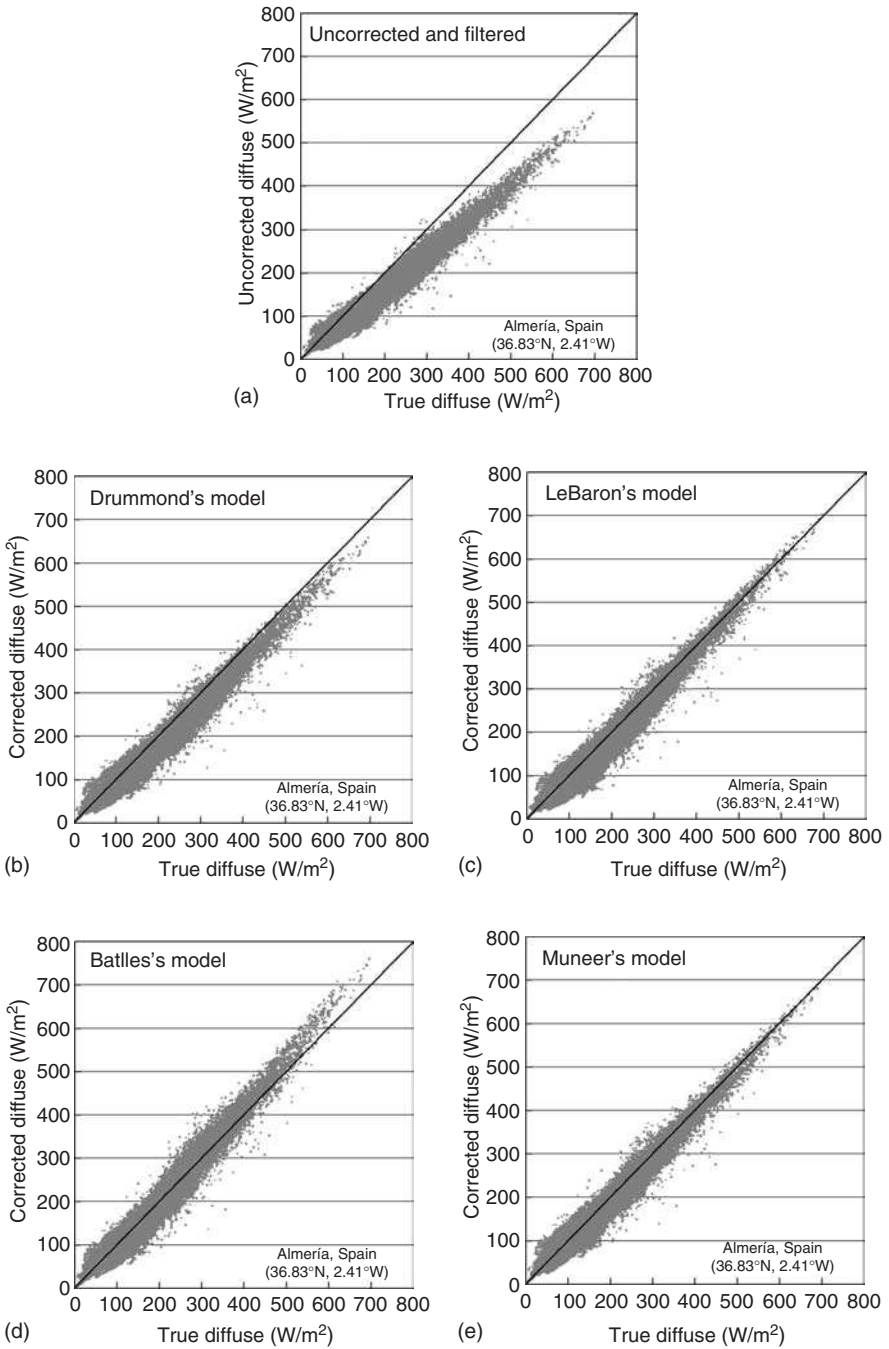 800
Uncorrected and filtered
700
600
500
400
300
200
100
0
Uncorrected diffuse (W/m²)
Almería, Spain
(36.83°N, 2.41°W)
0 100 200 300 400 500 600 700 800
(a)
True diffuse (W/m²)
800
Drummond's model
700
600
500
400
300
200
100
0
Corrected diffuse (W/m²)
Almería, Spain
(36.83°N, 2.41°W)
0 100 200 300 400 500 600 700 800
(b)
True diffuse (W/m²)
800
LeBaron's model
700
600
500
400
300
200
100
0
Corrected diffuse (W/m²)
Almería, Spain
(36.83°N, 2.41°W)
0 100 200 300 400 500 600 700 800
(c)
True diffuse (W/m²)
800
Batlles's model
700
600
500
400
300
200
100
0
Corrected diffuse (W/m²)
Almería, Spain
(36.83°N, 2.41°W)
0 100 200 300 400 500 600 700 800
(d)
True diffuse (W/m²)
800
Muneer's model
700
600
500
400
300
200
100
0
Corrected diffuse (W/m²)
Almería, Spain
(36.83°N, 2.41°W)
0 100 200 300 400 500 600 700 800
(e)
True diffuse (W/m²)